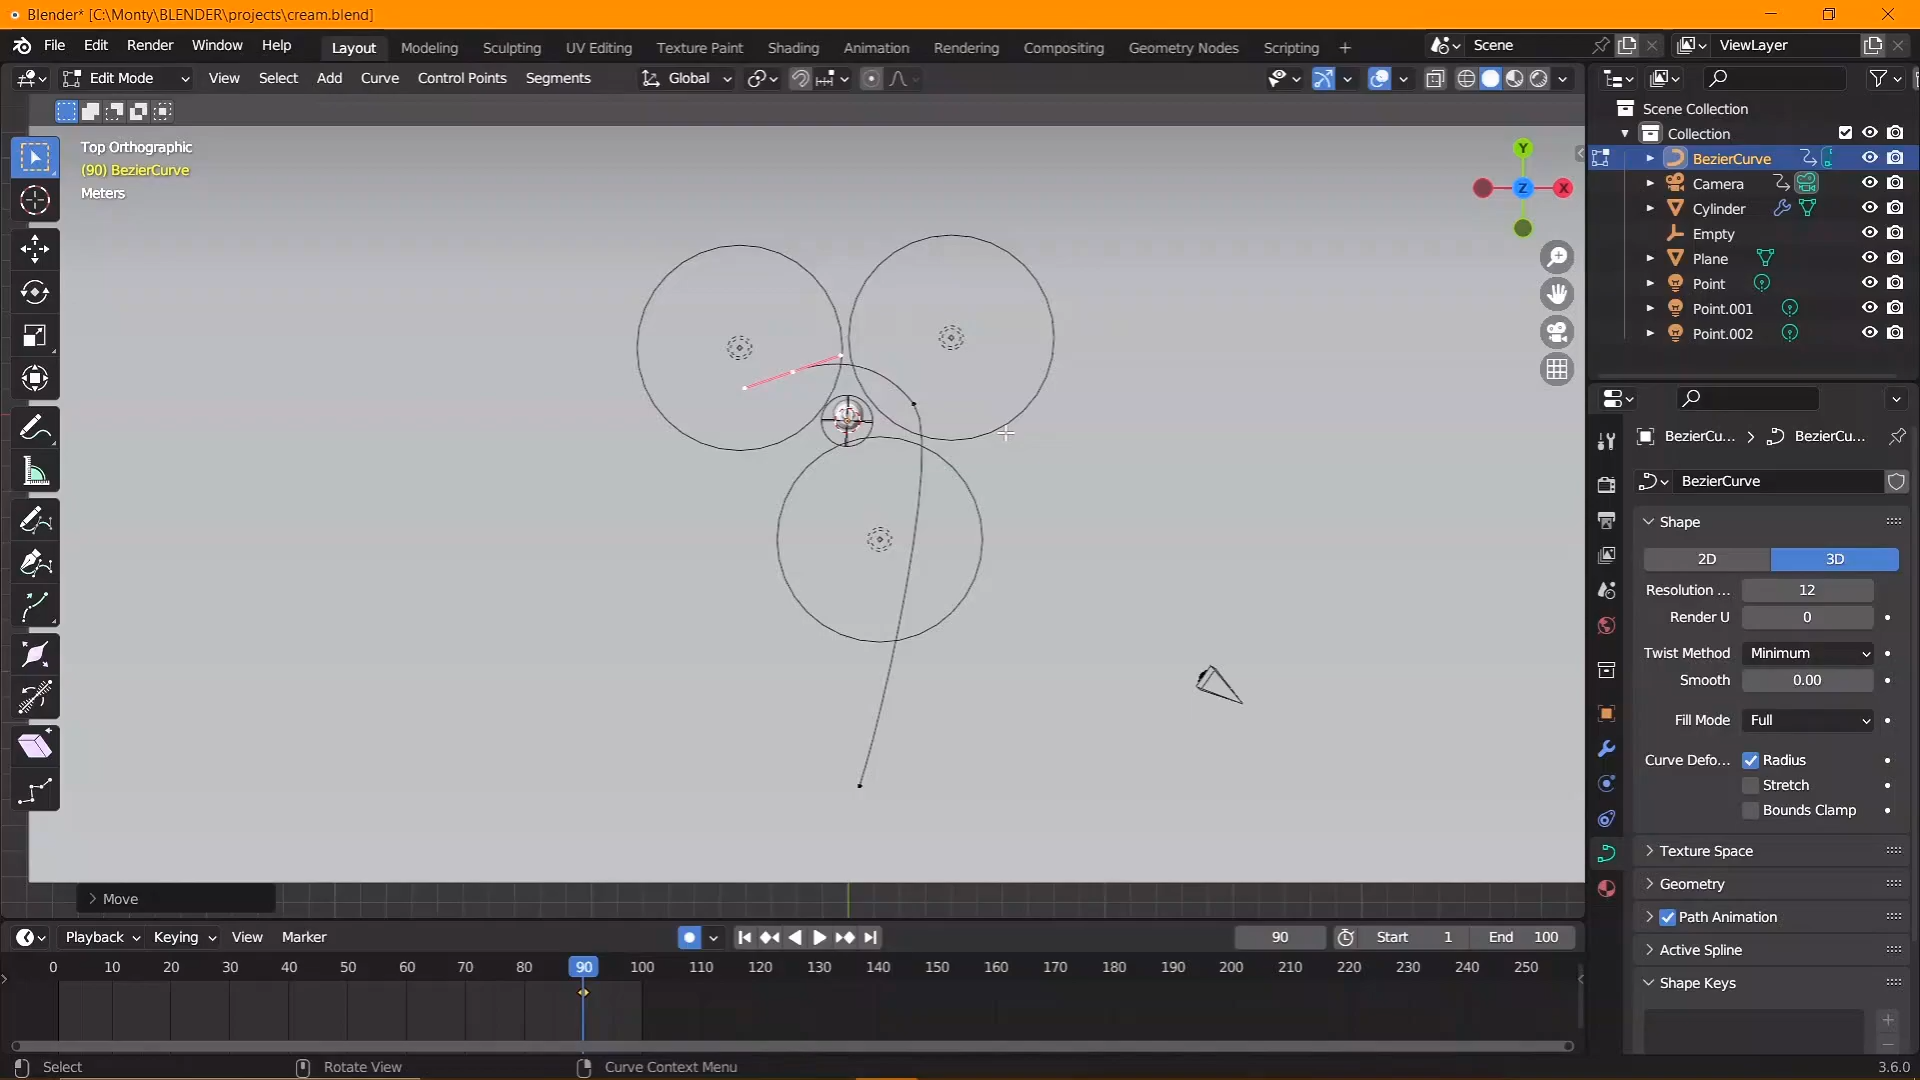 Blender* [C:\Monty\BLENDER\projects\cream.blend]
File Edit Render Window Help Layout Modeling Sculpting UV Editing Texture Paint Shading Animation Rendering Compositing Geometry Nodes Scripting Scene ViewLayer
Edit Mode View Select Add Curve Control Points Segments Global
Top Orthographic
(90) BezierCurve
Meters
Y
X
Z
Scene Collection
Collection
BezierCurve
Camera
Cylinder
Empty
Plane
Point
Point.001
Point.002
BezierCu... BezierCu...
BezierCurve
Shape
2D 3D
Resolution ... 12
Render U 0
Twist Method Minimum
Smooth 0.00
Fill Mode Full
Curve Defo... Radius
Stretch
Bounds Clamp
Texture Space
Geometry
Path Animation
Active Spline
Shape Keys
Move
Playback Keying View Marker 90 Start 1 End 100
0 10 20 30 40 50 60 70 80 90 100 110 120 130 140 150 160 170 180 190 200 210 220 230 240 250
Select Rotate View Curve Context Menu 3.6.0